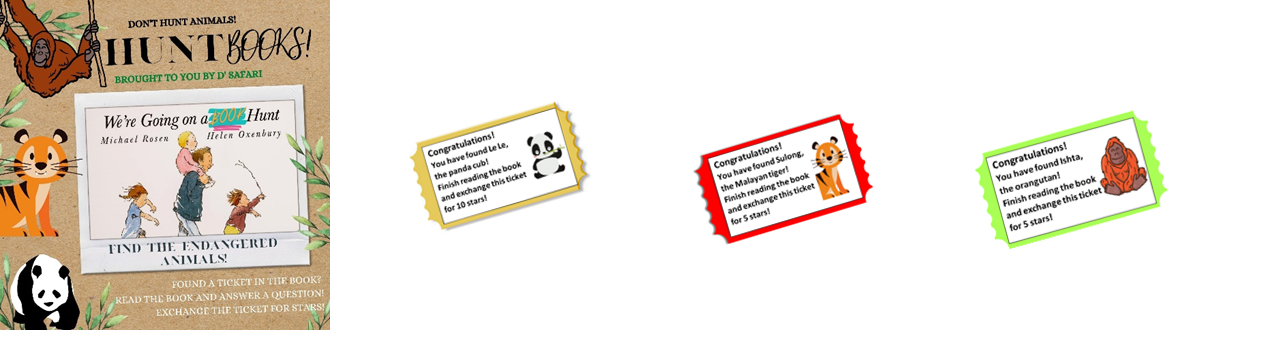 DON'T HUNT ANIMALS!
HUNT BOOKS!
BROUGHT TO YOU BY D' SAFARI
We're Going on a BOOK Hunt
Michael Rosen Helen Oxenbury
FIND THE ENDANGERED
ANIMALS!
FOUND A TICKET IN THE BOOK?
READ THE BOOK AND ANSWER A QUESTION!
EXCHANGE THE TICKET FOR STARS!
Congratulations!
You have found Le Le,
the panda cub!
Finish reading the book
and exchange this ticket
for 10 stars!
Congratulations!
You have found Sulong,
the Malayan tiger!
Finish reading the book
and exchange this ticket
for 5 stars!
Congratulations!
You have found Ishta,
the orangutan!
Finish reading the book
and exchange this ticket
for 5 stars!